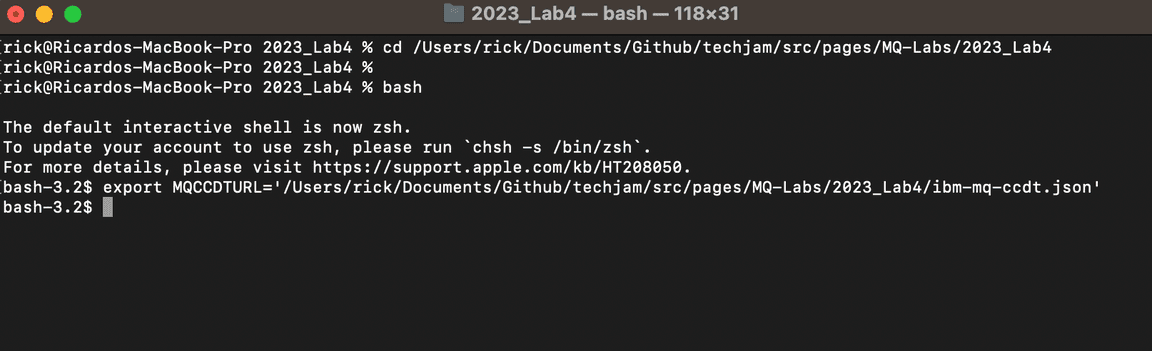 2023_Lab4 — bash — 118×31
[rick@Ricardos-MacBook-Pro 2023_Lab4 % cd /Users/rick/Documents/Github/techjam/src/pages/MQ-Labs/2023_Lab4
[rick@Ricardos-MacBook-Pro 2023_Lab4 %
[rick@Ricardos-MacBook-Pro 2023_Lab4 % bash
The default interactive shell is now zsh.
To update your account to use zsh, please run `chsh -s /bin/zsh`.
For more details, please visit https://support.apple.com/kb/HT208050.
[bash-3.2$ export MQCCDTURL='/Users/rick/Documents/Github/techjam/src/pages/MQ-Labs/2023_Lab4/ibm-mq-ccdt.json'
bash-3.2$